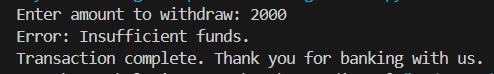 Enter amount to withdraw: 2000
Error: Insufficient funds.
Transaction complete. Thank you for banking with us.